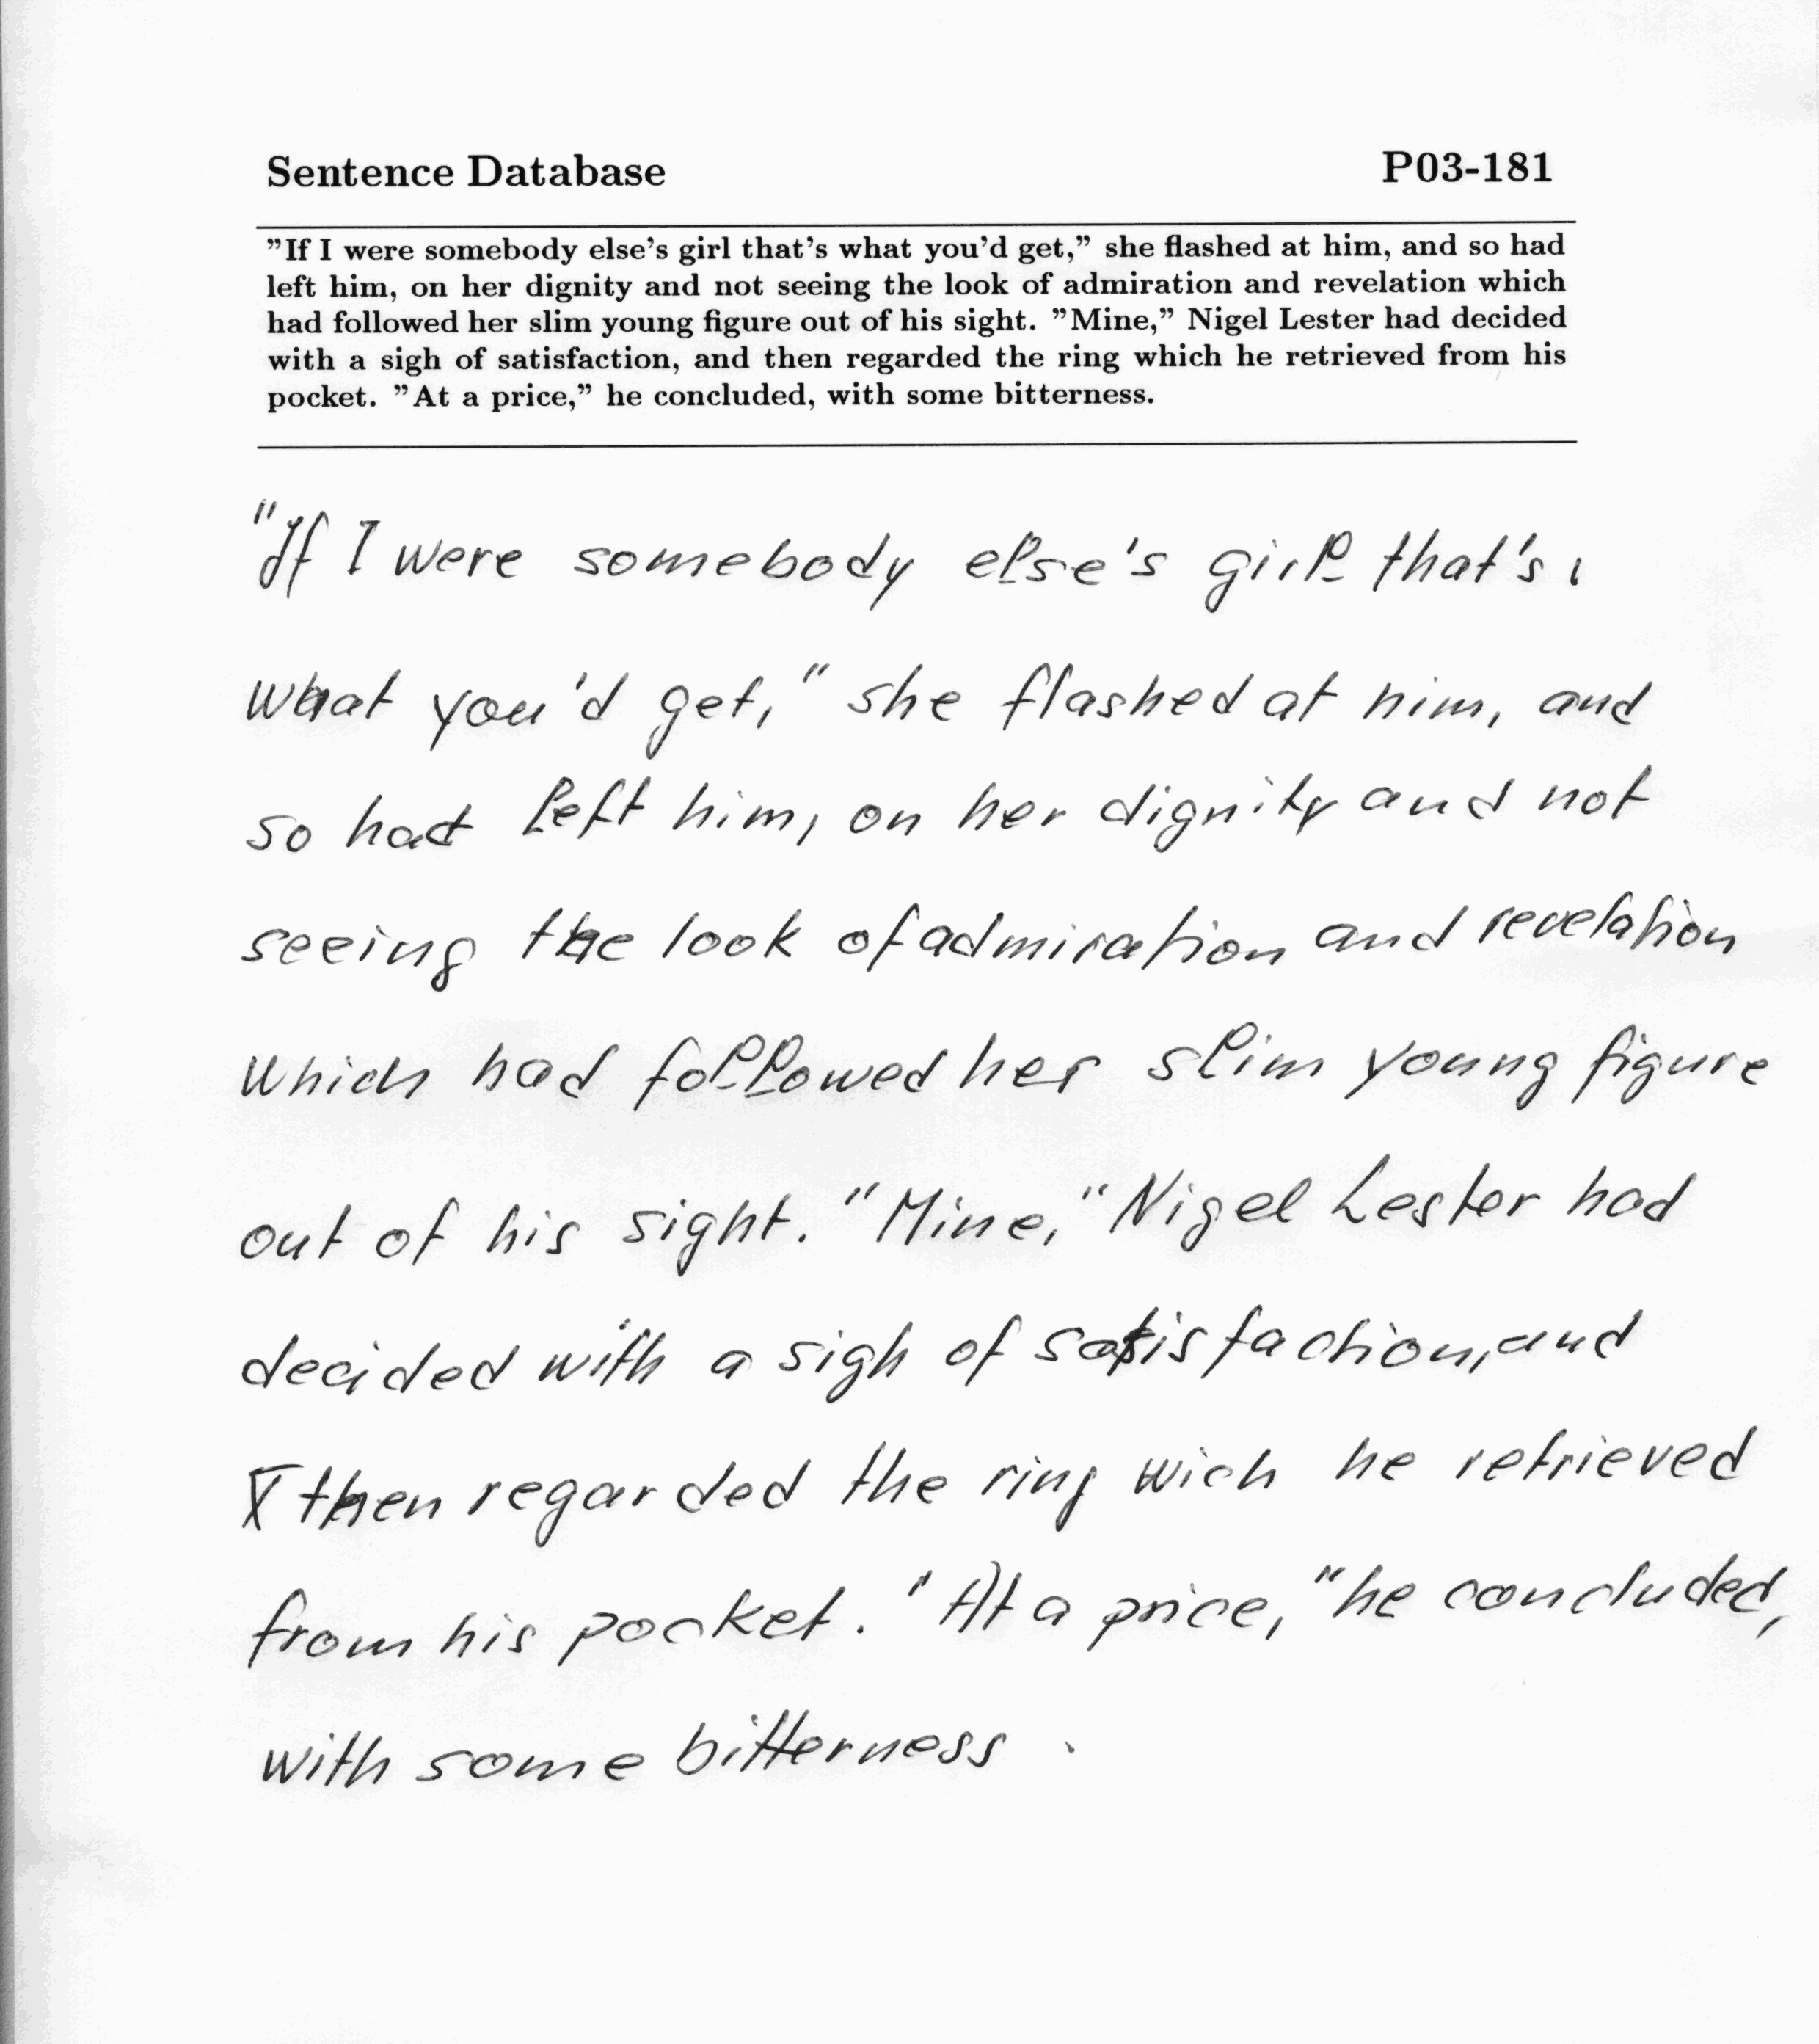 Sentence Database P03-181
"If I were somebody else's girl that's what you'd get," she flashed at him, and so had
left him, on her dignity and not seeing the look of admiration and revelation which
had followed her slim young figure out of his sight. "Mine," Nigel Lester had decided
with a sigh of satisfaction, and then regarded the ring which he retrieved from his
pocket. "At a price," he concluded, with some bitterness.
"If I were somebody else's girl that's
what you'd get," she flashed at him, and
so had left him, on her dignity and not
seeing the look of admiration and revelation
which had followed her slim young figure
out of his sight. "Mine," Nigel Lester had
decided with a sigh of satisfaction, and
then regarded the ring wich he retrieved
from his pocket. "At a price," he concluded,
with some bitterness.